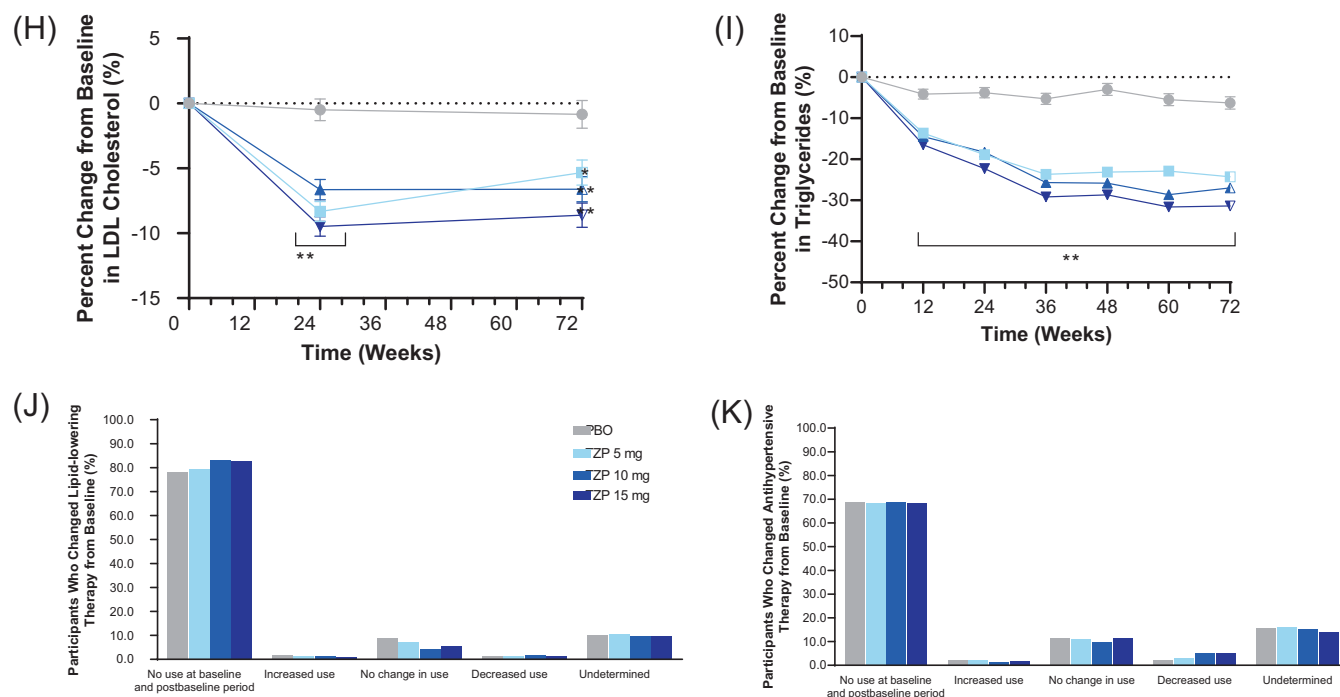 (H)
Percent Change from Baseline
in LDL Cholesterol (%)
5
0
-5
-10
-15
*
**
**
**
0 12 24 36 48 60 72
Time (Weeks)
(I)
Percent Change from Baseline
in Triglycerides (%)
10
0
-10
-20
-30
-40
-50
**
0 12 24 36 48 60 72
Time (Weeks)
(J)
Participants Who Changed Lipid-lowering
Therapy from Baseline (%)
100.0
90.0
80.0
70.0
60.0
50.0
40.0
30.0
20.0
10.0
0.0
PBO
TZP 5 mg
TZP 10 mg
TZP 15 mg
No use at baseline
and postbaseline period
Increased use
No change in use
Decreased use
Undetermined
(K)
Participants Who Changed Antihypertensive
Therapy from Baseline (%)
100.0
90.0
80.0
70.0
60.0
50.0
40.0
30.0
20.0
10.0
0.0
No use at baseline
and postbaseline period
Increased use
No change in use
Decreased use
Undetermined